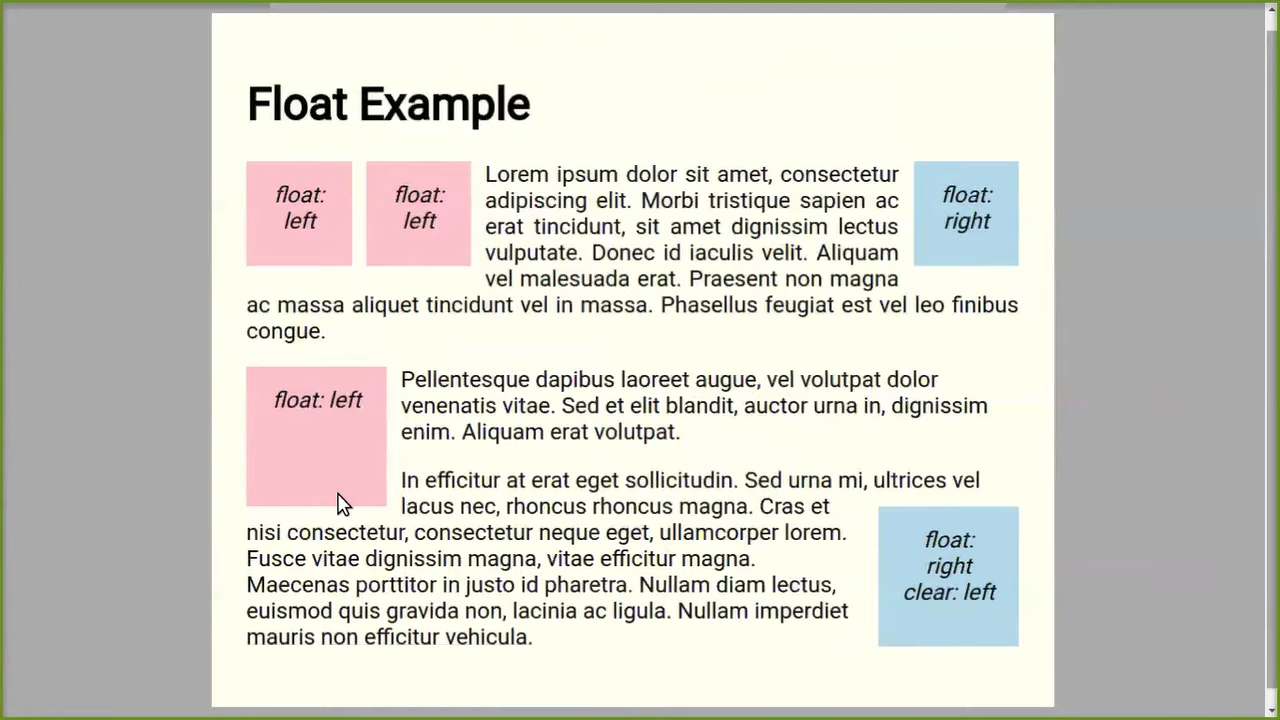 Float Example
float:
left
float:
left
Lorem ipsum dolor sit amet, consectetur
adipiscing elit. Morbi tristique sapien ac
erat tincidunt, sit amet dignissim lectus
vulputate. Donec id iaculis velit. Aliquam
vel malesuada erat. Praesent non magna
ac massa aliquet tincidunt vel in massa. Phasellus feugiat est vel leo finibus
congue.
float:
right
float: left
Pellentesque dapibus laoreet augue, vel volutpat dolor
venenatis vitae. Sed et elit blandit, auctor urna in, dignissim
enim. Aliquam erat volutpat.
In efficitur at erat eget sollicitudin. Sed urna mi, ultrices vel
lacus nec, rhoncus rhoncus magna. Cras et
nisi consectetur, consectetur neque eget, ullamcorper lorem.
Fusce vitae dignissim magna, vitae efficitur magna.
Maecenas porttitor in justo id pharetra. Nullam diam lectus,
euismod quis gravida non, lacinia ac ligula. Nullam imperdiet
mauris non efficitur vehicula.
float:
right
clear: left